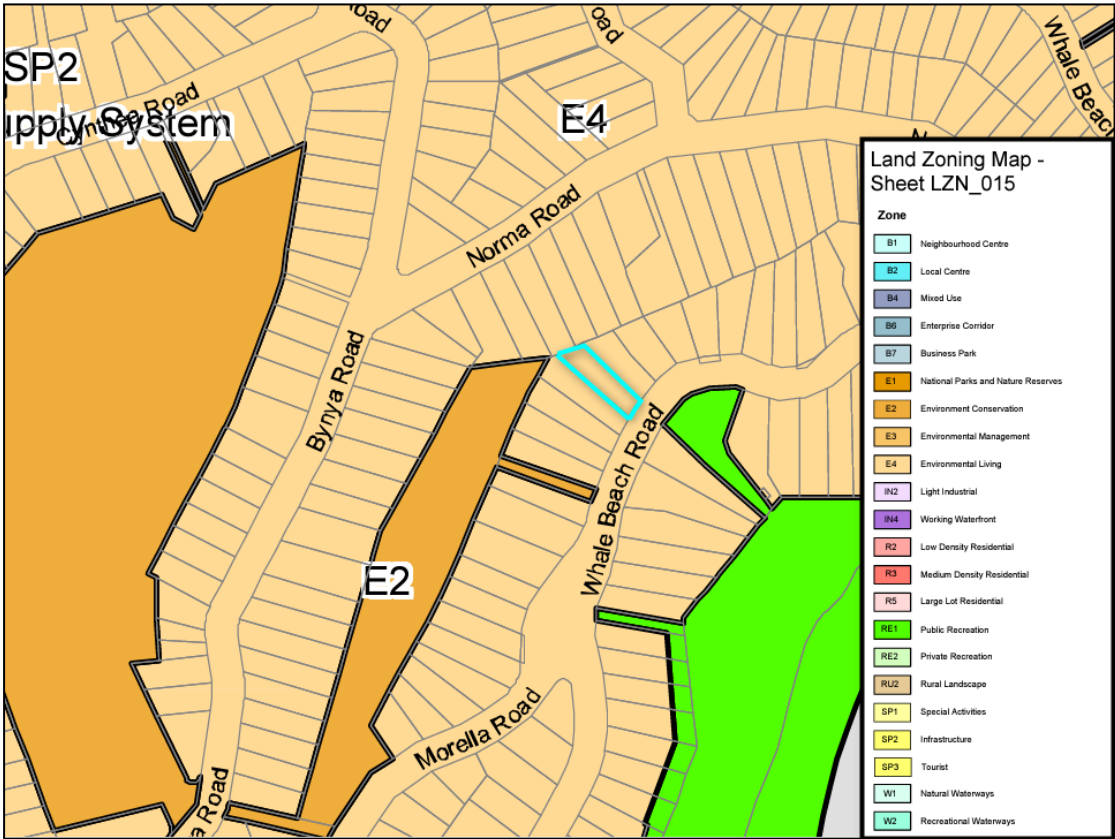 Road
Road
Whale Beach
SP2
upply System
Cynthea Road
E4
Norma Road
N
Bynya Road
Whale Beach Road
E2
Morella Road
a Road
Land Zoning Map -
Sheet LZN_015
Zone
B1 Neighbourhood Centre
B2 Local Centre
B4 Mixed Use
B6 Enterprise Corridor
B7 Business Park
E1 National Parks and Nature Reserves
E2 Environment Conservation
E3 Environmental Management
E4 Environmental Living
IN2 Light Industrial
IN4 Working Waterfront
R2 Low Density Residential
R3 Medium Density Residential
R5 Large Lot Residential
RE1 Public Recreation
RE2 Private Recreation
RU2 Rural Landscape
SP1 Special Activities
SP2 Infrastructure
SP3 Tourist
W1 Natural Waterways
W2 Recreational Waterways